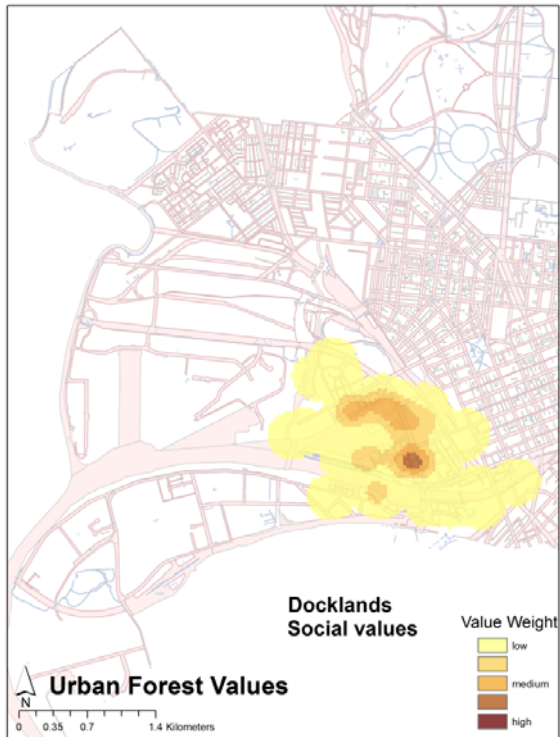 Docklands
Social values
Value Weight
low
medium
high
Urban Forest Values
N
0 0.35 0.7 1.4 Kilometers